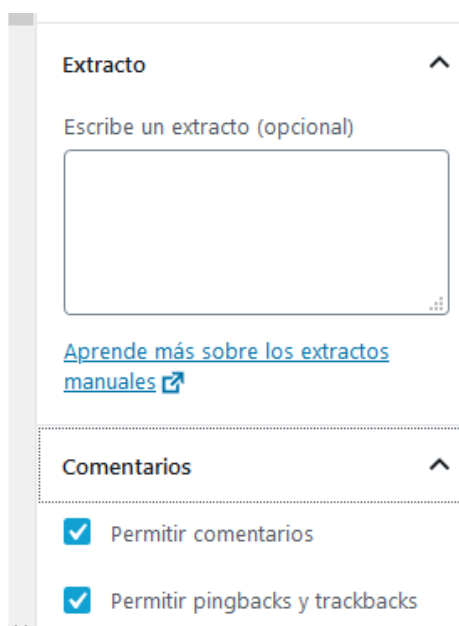 Extracto
Escribe un extracto (opcional)
Aprende más sobre los extractos
manuales
Comentarios
Permitir comentarios
Permitir pingbacks y trackbacks